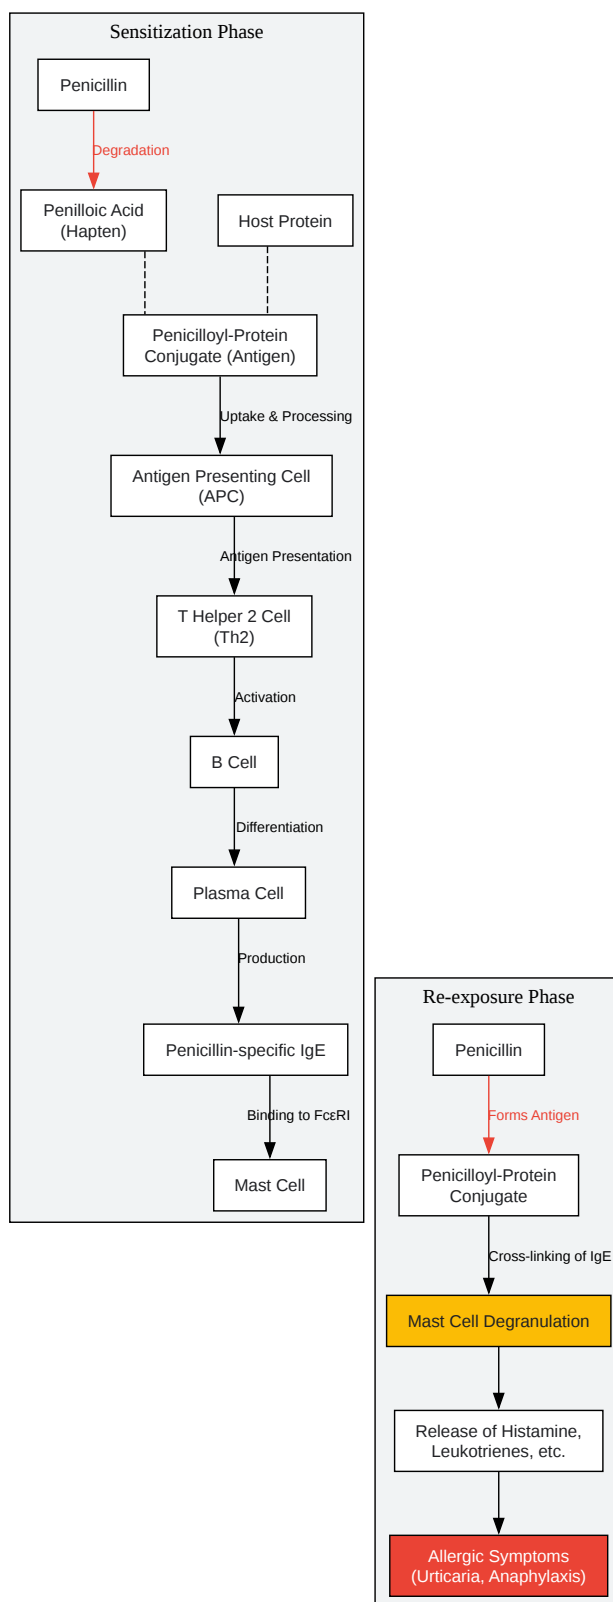 Sensitization Phase
Penicillin
Degradation
Penilloic Acid
(Hapten)
Host Protein
Penicilloyl-Protein
Conjugate (Antigen)
Uptake & Processing
Antigen Presenting Cell
(APC)
Antigen Presentation
T Helper 2 Cell
(Th2)
Activation
B Cell
Differentiation
Plasma Cell
Production
Penicillin-specific IgE
Binding to FcεRI
Mast Cell
Re-exposure Phase
Penicillin
Forms Antigen
Penicilloyl-Protein
Conjugate
Cross-linking of IgE
Mast Cell Degranulation
Release of Histamine,
Leukotrienes, etc.
Allergic Symptoms
(Urticaria, Anaphylaxis)